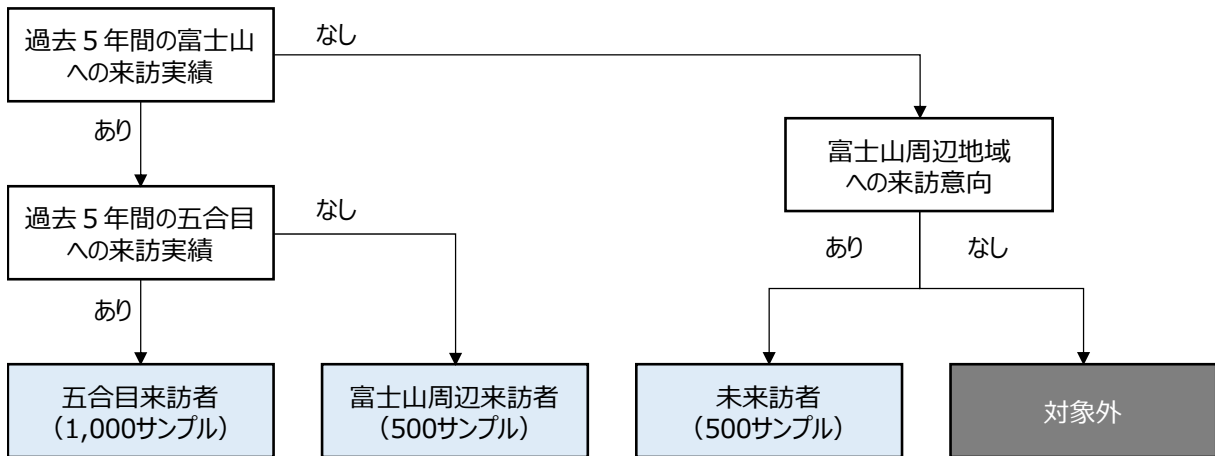 過去５年間の富士山
への来訪実績
なし
あり
富士山周辺地域
への来訪意向
過去５年間の五合目
への来訪実績
なし
あり
なし
あり
五合目来訪者
（1,000サンプル）
富士山周辺来訪者
（500サンプル）
未来訪者
（500サンプル）
対象外